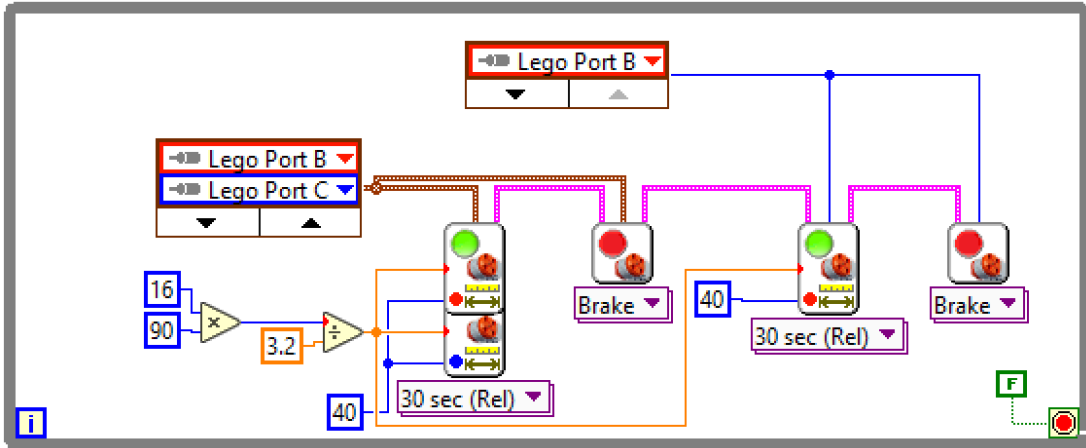 Lego Port B
Lego Port B
Lego Port C
16
90
×
3.2
÷
40
30 sec (Rel)
Brake
40
30 sec (Rel)
Brake
F
i